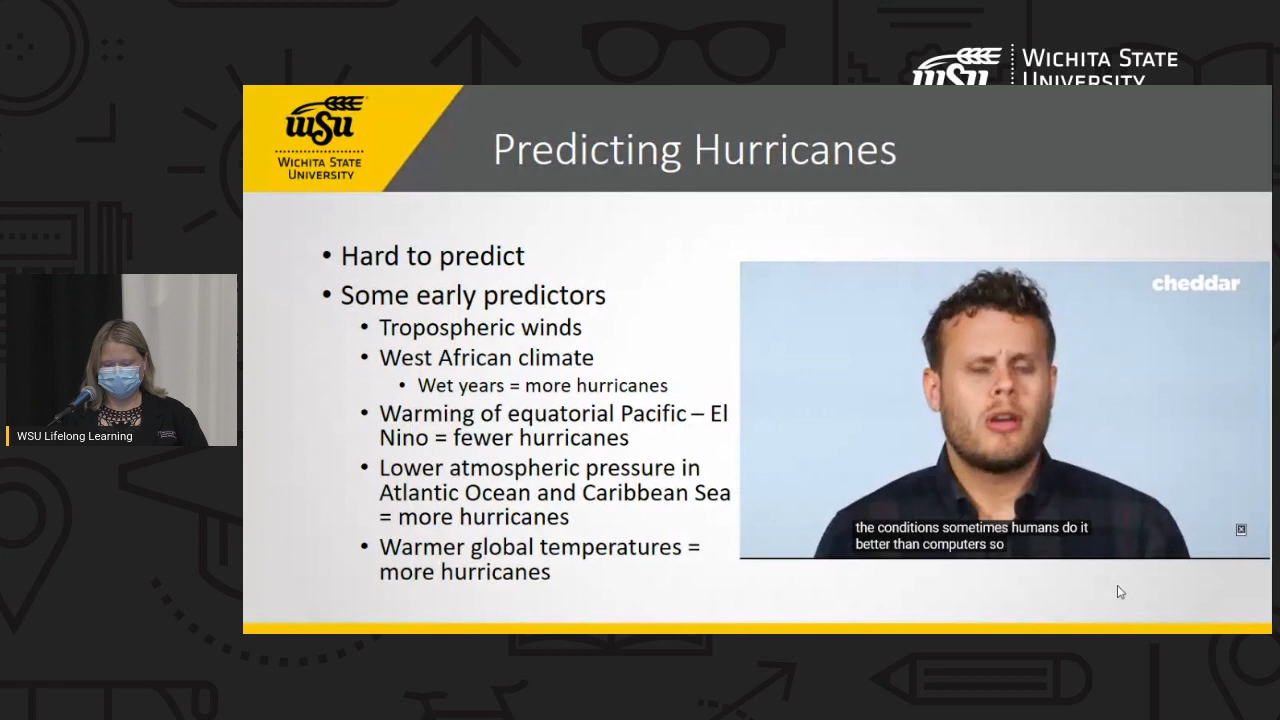 WICHITA STATE
UNIVERSITY
wsu
wsu
WICHITA STATE
UNIVERSITY
Predicting Hurricanes
• Hard to predict
• Some early predictors
• Tropospheric winds
• West African climate
• Wet years = more hurricanes
• Warming of equatorial Pacific – El
Nino = fewer hurricanes
• Lower atmospheric pressure in
Atlantic Ocean and Caribbean Sea
= more hurricanes
• Warmer global temperatures =
more hurricanes
cheddar
the conditions sometimes humans do it
better than computers so
WSU Lifelong Learning